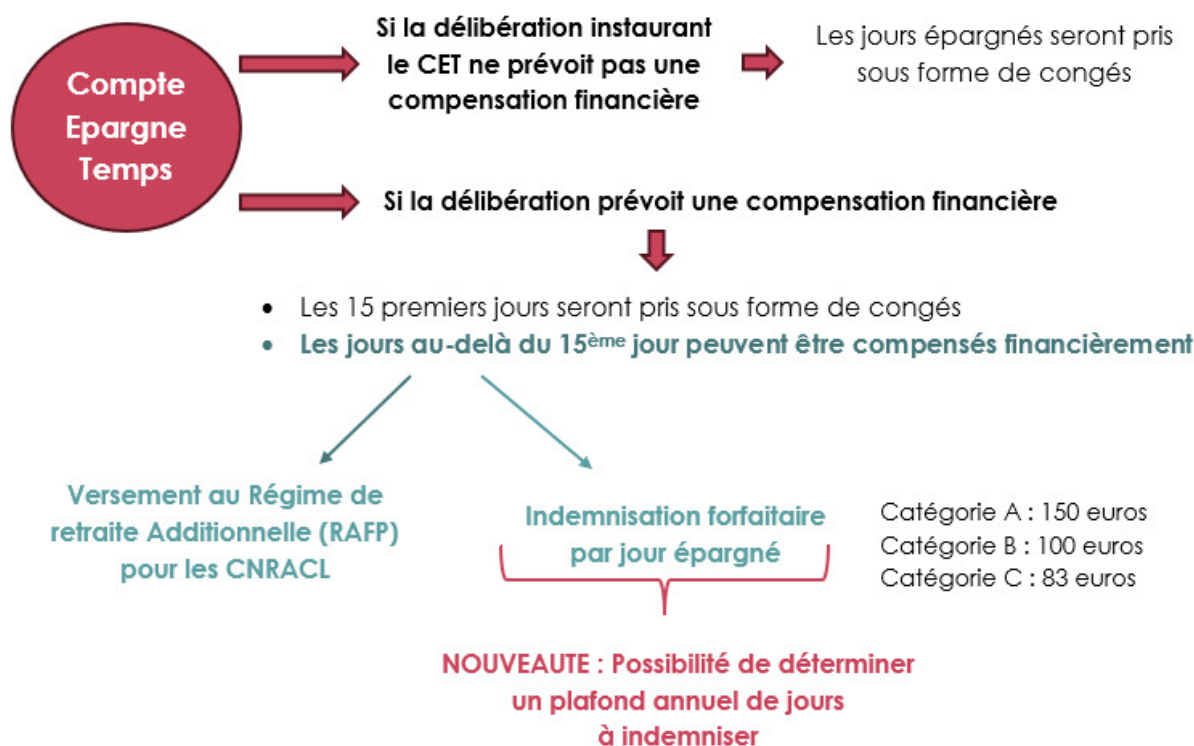 Compte
Epargne
Temps
Si la délibération instaurant
le CET ne prévoit pas une
compensation financière
Les jours épargnés seront pris
sous forme de congés
Si la délibération prévoit une compensation financière
• Les 15 premiers jours seront pris sous forme de congés
• Les jours au-delà du 15ème jour peuvent être compensés financièrement
Versement au Régime de
retraite Additionnelle (RAFP)
pour les CNRACL
Indemnisation forfaitaire
par jour épargné
Catégorie A : 150 euros
Catégorie B : 100 euros
Catégorie C : 83 euros
NOUVEAUTE : Possibilité de déterminer
un plafond annuel de jours
à indemniser